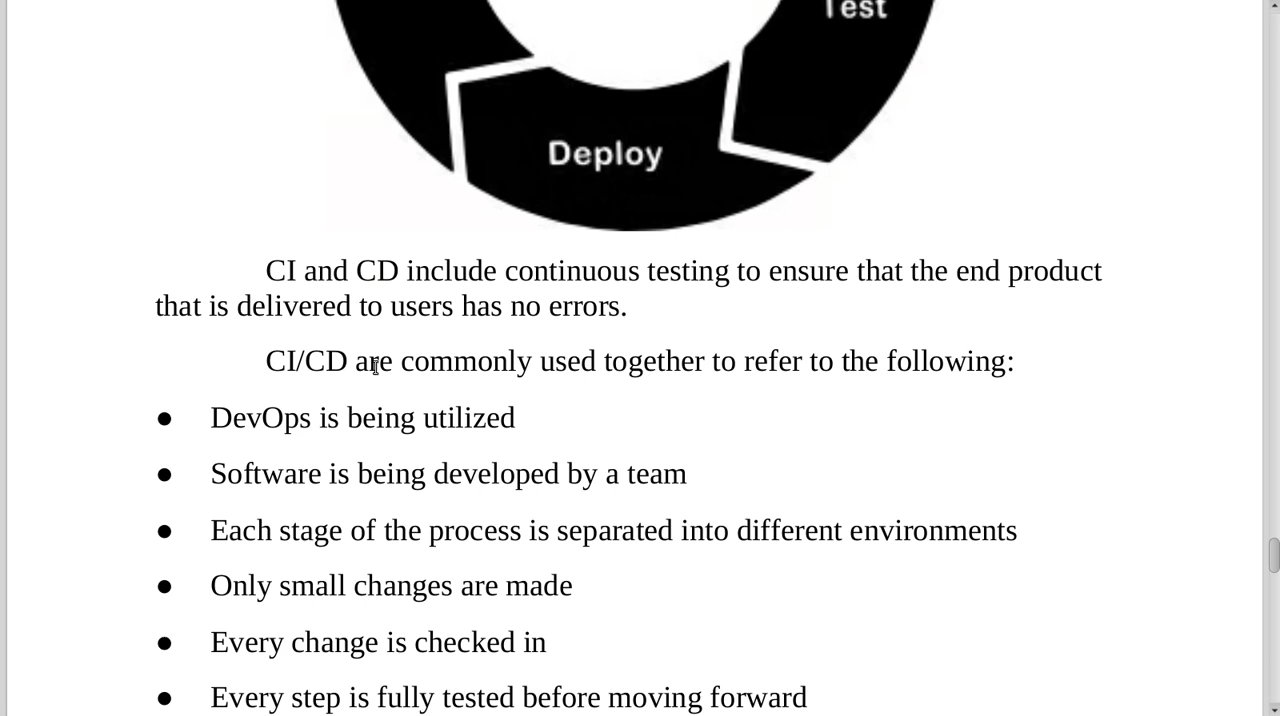 Test
Deploy
CI and CD include continuous testing to ensure that the end product
that is delivered to users has no errors.
CI/CD are commonly used together to refer to the following:
● DevOps is being utilized
● Software is being developed by a team
● Each stage of the process is separated into different environments
● Only small changes are made
● Every change is checked in
● Every step is fully tested before moving forward